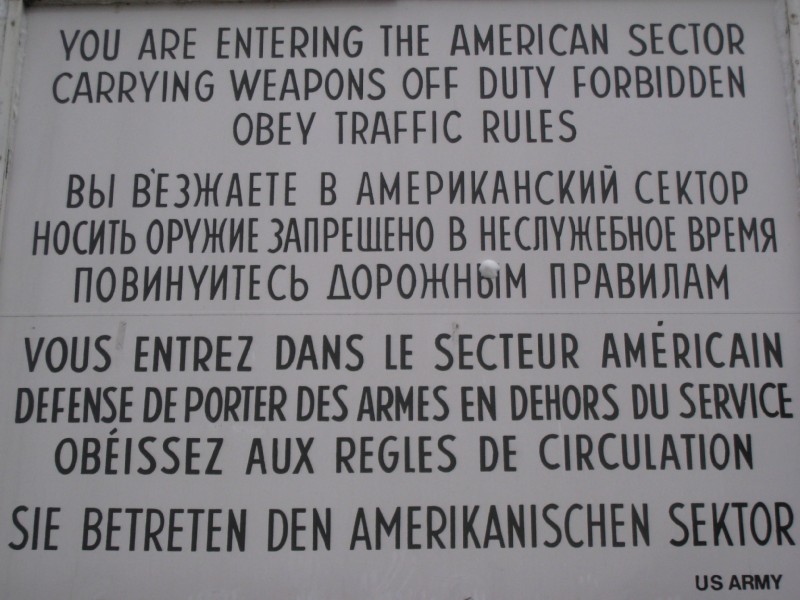 YOU ARE ENTERING THE AMERICAN SECTOR
CARRYING WEAPONS OFF DUTY FORBIDDEN
OBEY TRAFFIC RULES
ВЫ В'ЕЗЖАЕТЕ В АМЕРИКАНСКИЙ СЕКТОР
НОСИТЬ ОРУЖИЕ ЗАПРЕЩЕНО В НЕСЛУЖЕБНОЕ ВРЕМЯ
ПОВИНУИТЕСЬ ДОРОЖНЫМ ПРАВИЛАМ
VOUS ENTREZ DANS LE SECTEUR AMÉRICAIN
DEFENSE DE PORTER DES ARMES EN DEHORS DU SERVICE
OBÉISSEZ AUX REGLES DE CIRCULATION
SIE BETRETEN DEN AMERIKANISCHEN SEKTOR
US ARMY